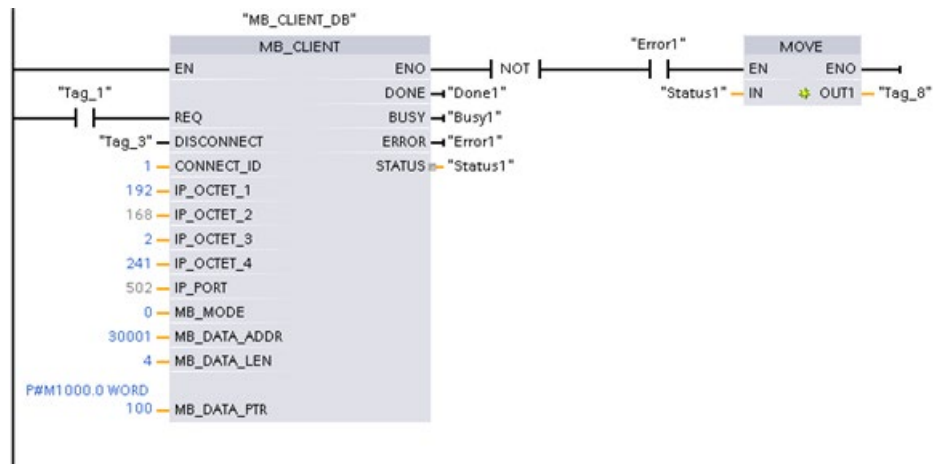 "MB_CLIENT_DB"
MB_CLIENT
"Error1"
MOVE
EN ENO
NOT
EN ENO
"Tag_1"
DONE "Done1"
"Status1" IN OUT1 "Tag_8"
REQ BUSY "Busy1"
"Tag_3" DISCONNECT ERROR "Error1"
1 CONNECT_ID STATUS "Status1"
192 IP_OCTET_1
168 IP_OCTET_2
2 IP_OCTET_3
241 IP_OCTET_4
502 IP_PORT
0 MB_MODE
30001 MB_DATA_ADDR
4 MB_DATA_LEN
P#M1000.0 WORD
100 MB_DATA_PTR